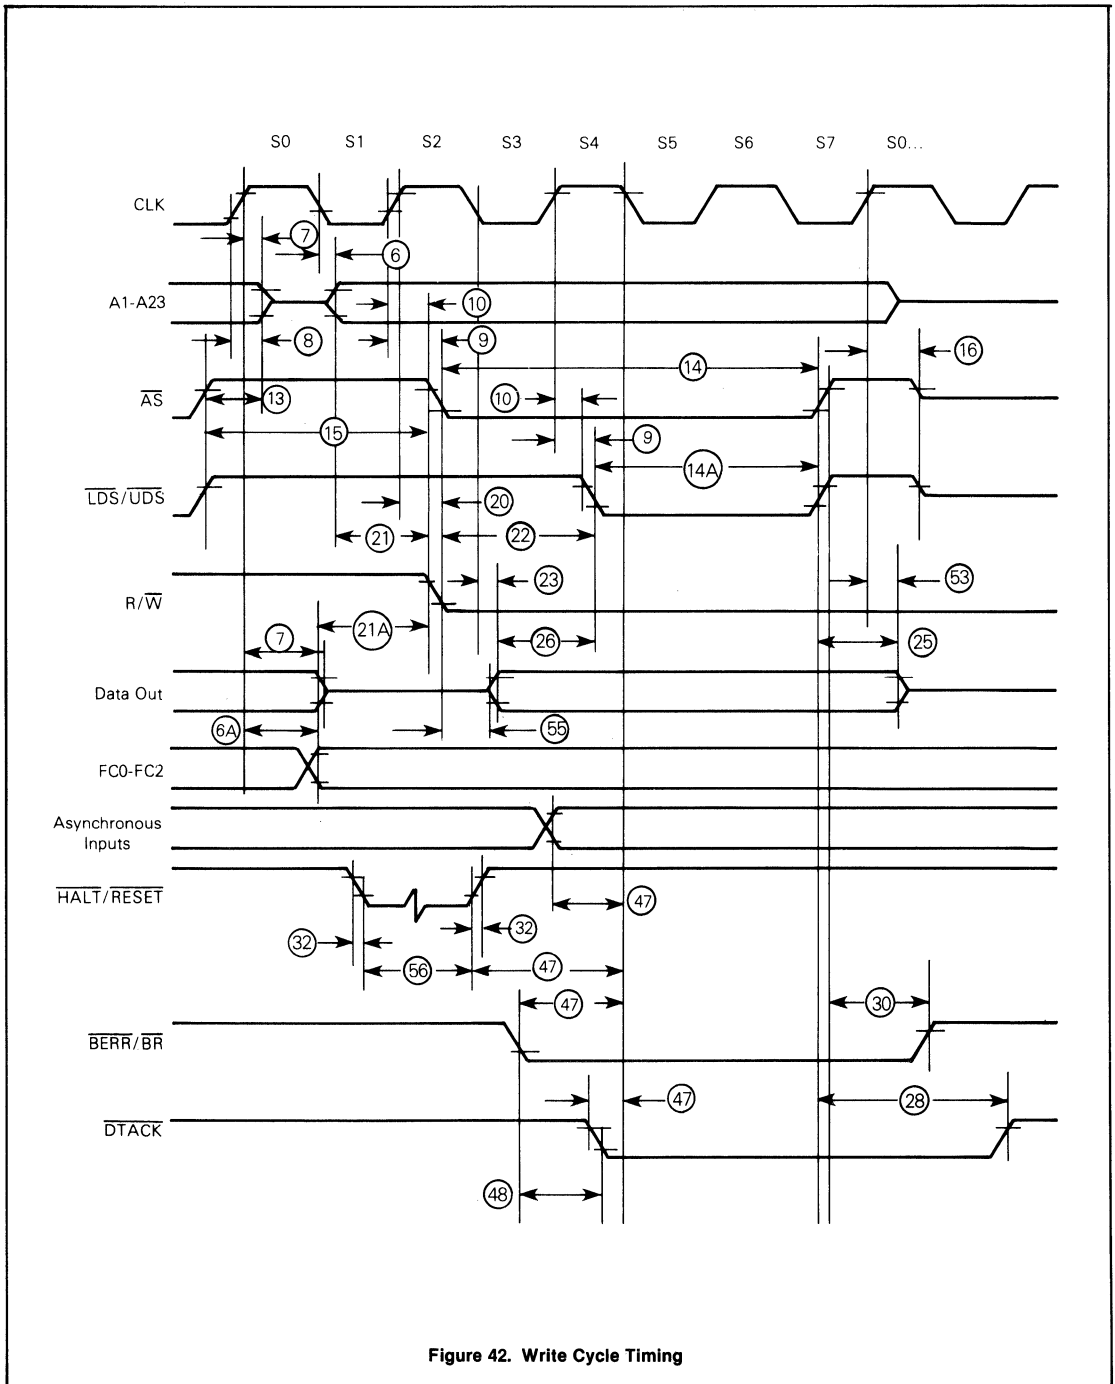 S0 S1 S2 S3 S4 S5 S6 S7 S0...
CLK
7
6
A1-A23
10
8
9
16
14
AS
13
10
15
9
14A
LDS/UDS
20
21
22
23
53
R/W
21A
7
26
25
Data Out
6A
55
FC0-FC2
Asynchronous
Inputs
HALT/RESET
47
32
32
56
47
47
30
BERR/BR
47
28
DTACK
48
Figure 42. Write Cycle Timing